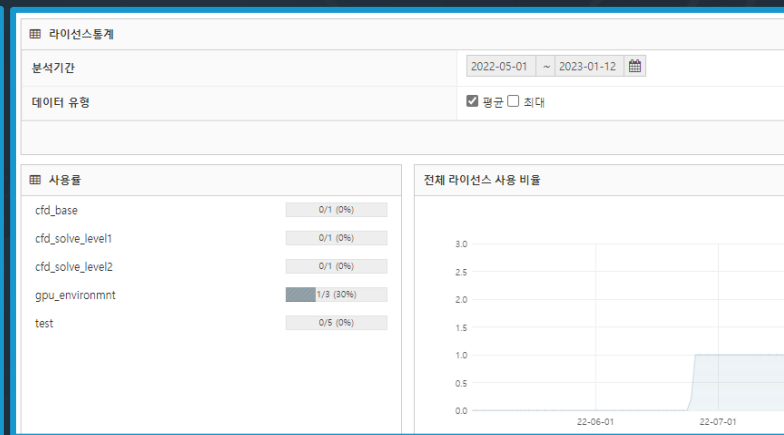 라이선스통계
분석기간 2022-05-01 ~ 2023-01-12
데이터 유형 평균 최대
사용률
cfd_base 0/1 (0%)
cfd_solve_level1 0/1 (0%)
cfd_solve_level2 0/1 (0%)
gpu_environmnt 1/3 (30%)
test 0/5 (0%)
전체 라이선스 사용 비율
3.0
2.5
2.0
1.5
1.0
0.5
0.0
22-06-01 22-07-01